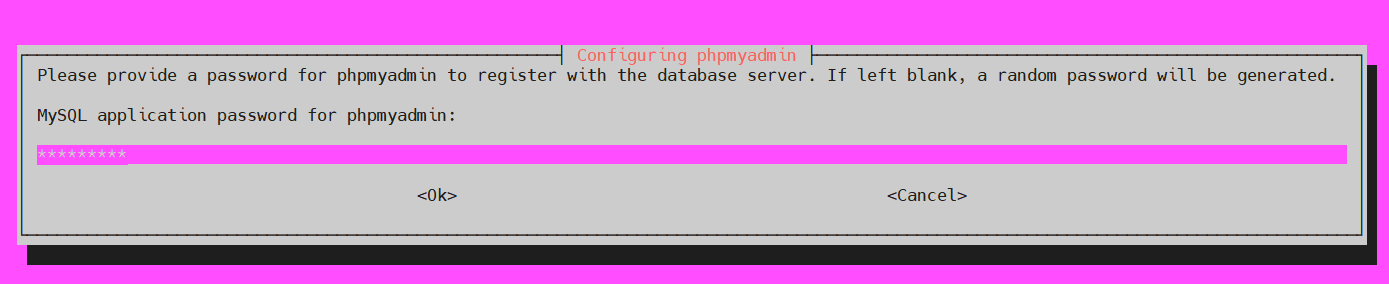 Configuring phpmyadmin
Please provide a password for phpmyadmin to register with the database server. If left blank, a random password will be generated.
MySQL application password for phpmyadmin:
*********
<Ok> <Cancel>